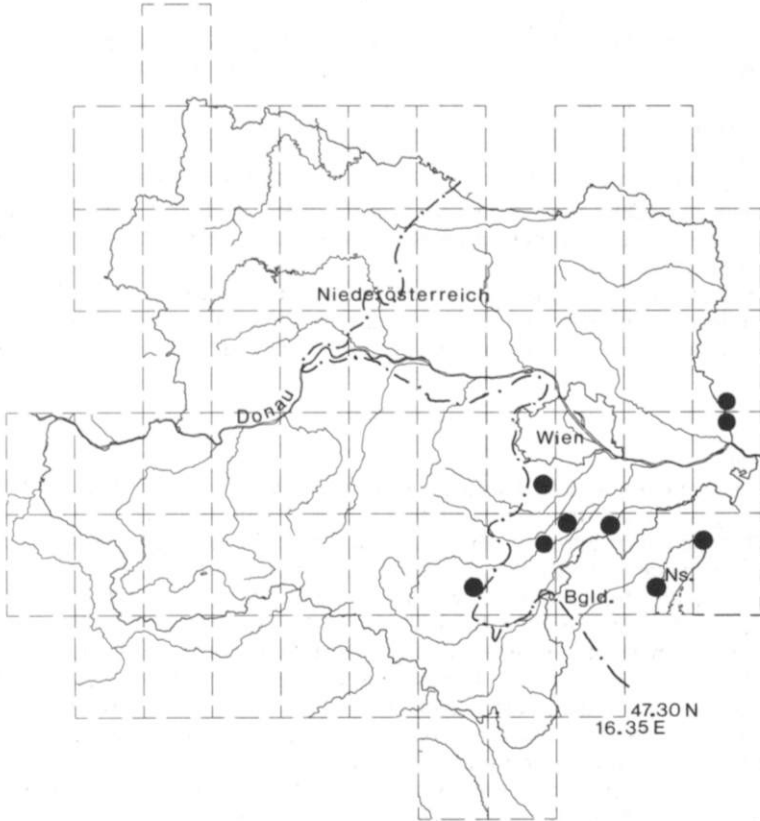 Niederösterreich
Donau
Wien
Ns.
Bgld.
47.30 N
16.35 E